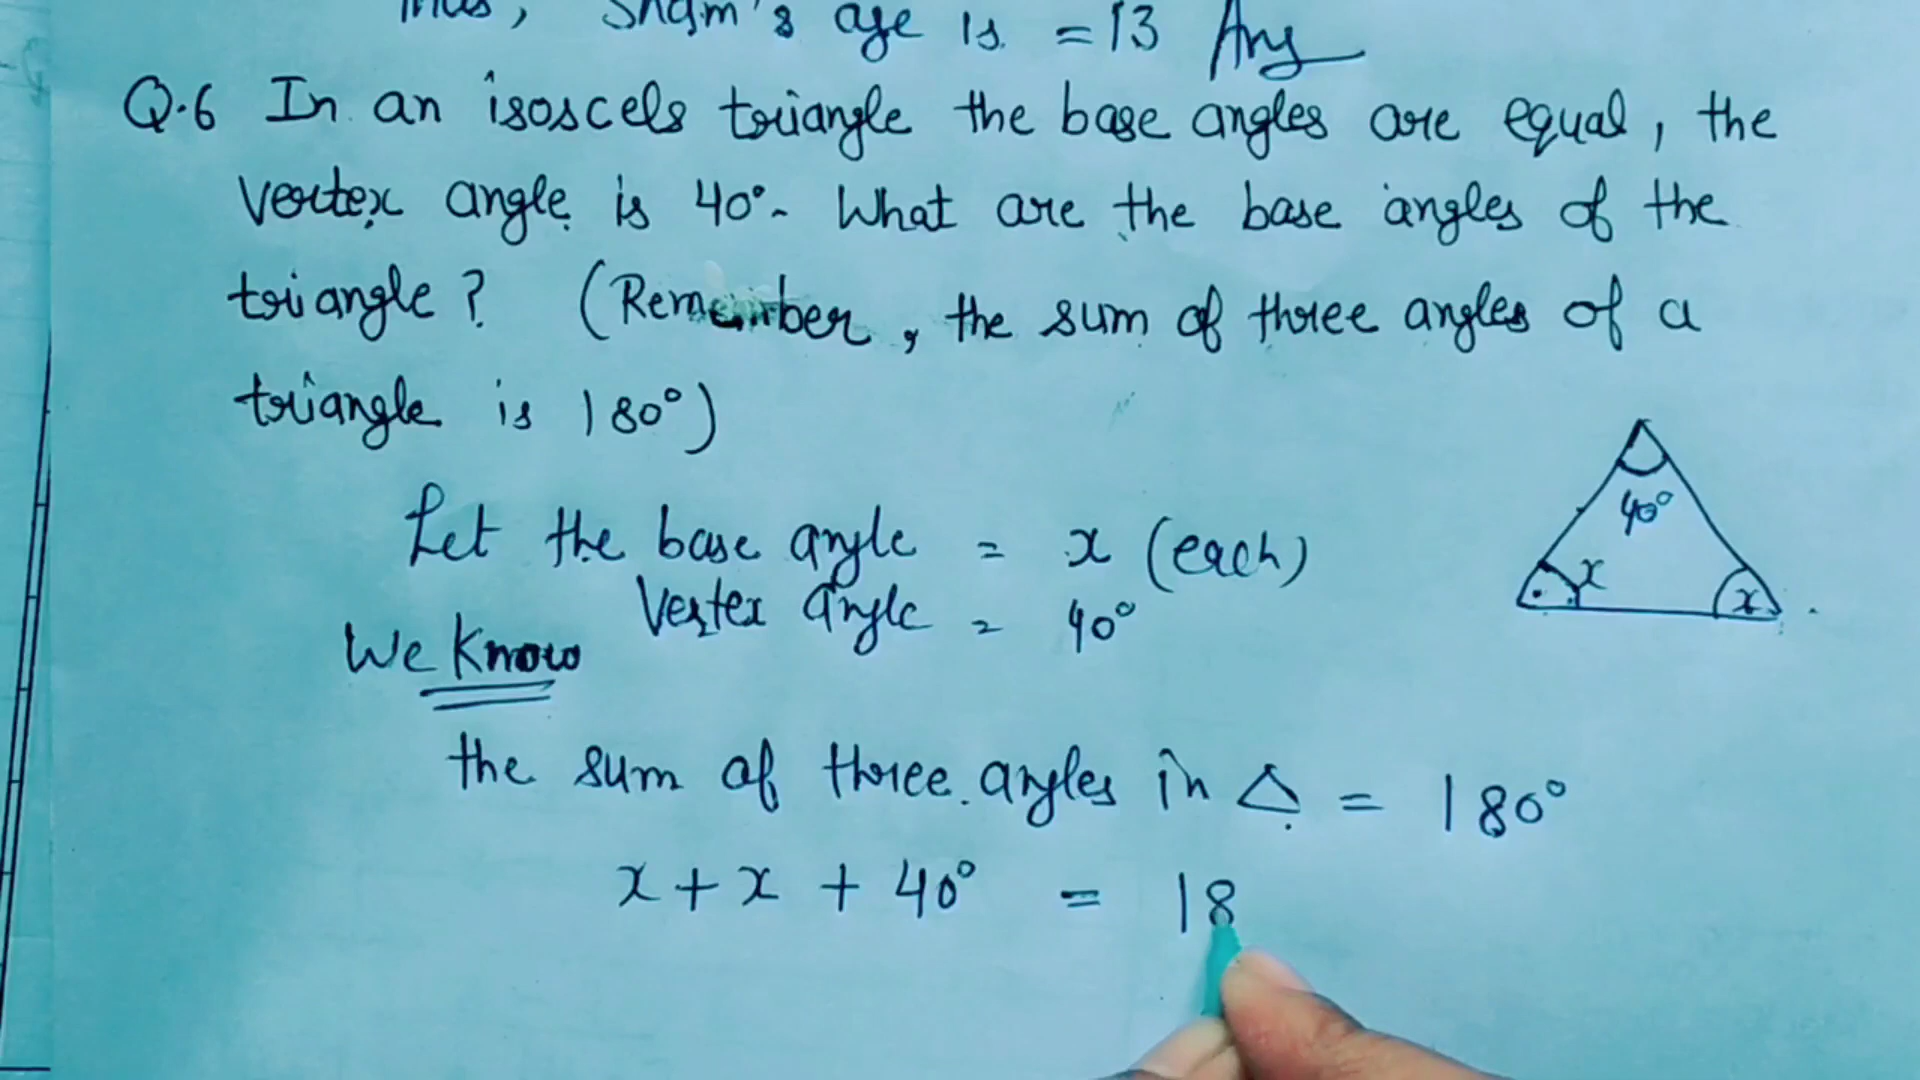 Thus, Sham's age is = 13 Ans
Q.6 In an isoscels triangle the base angles are equal, the
vertex angle is 40°. What are the base angles of the
triangle? (Remember, the sum of three angles of a
triangle is 180°)
40°
x
x
Let the base angle = x (each)
Vertex angle = 40°
We know
the sum of three angles in △ = 180°
x + x + 40° = 18